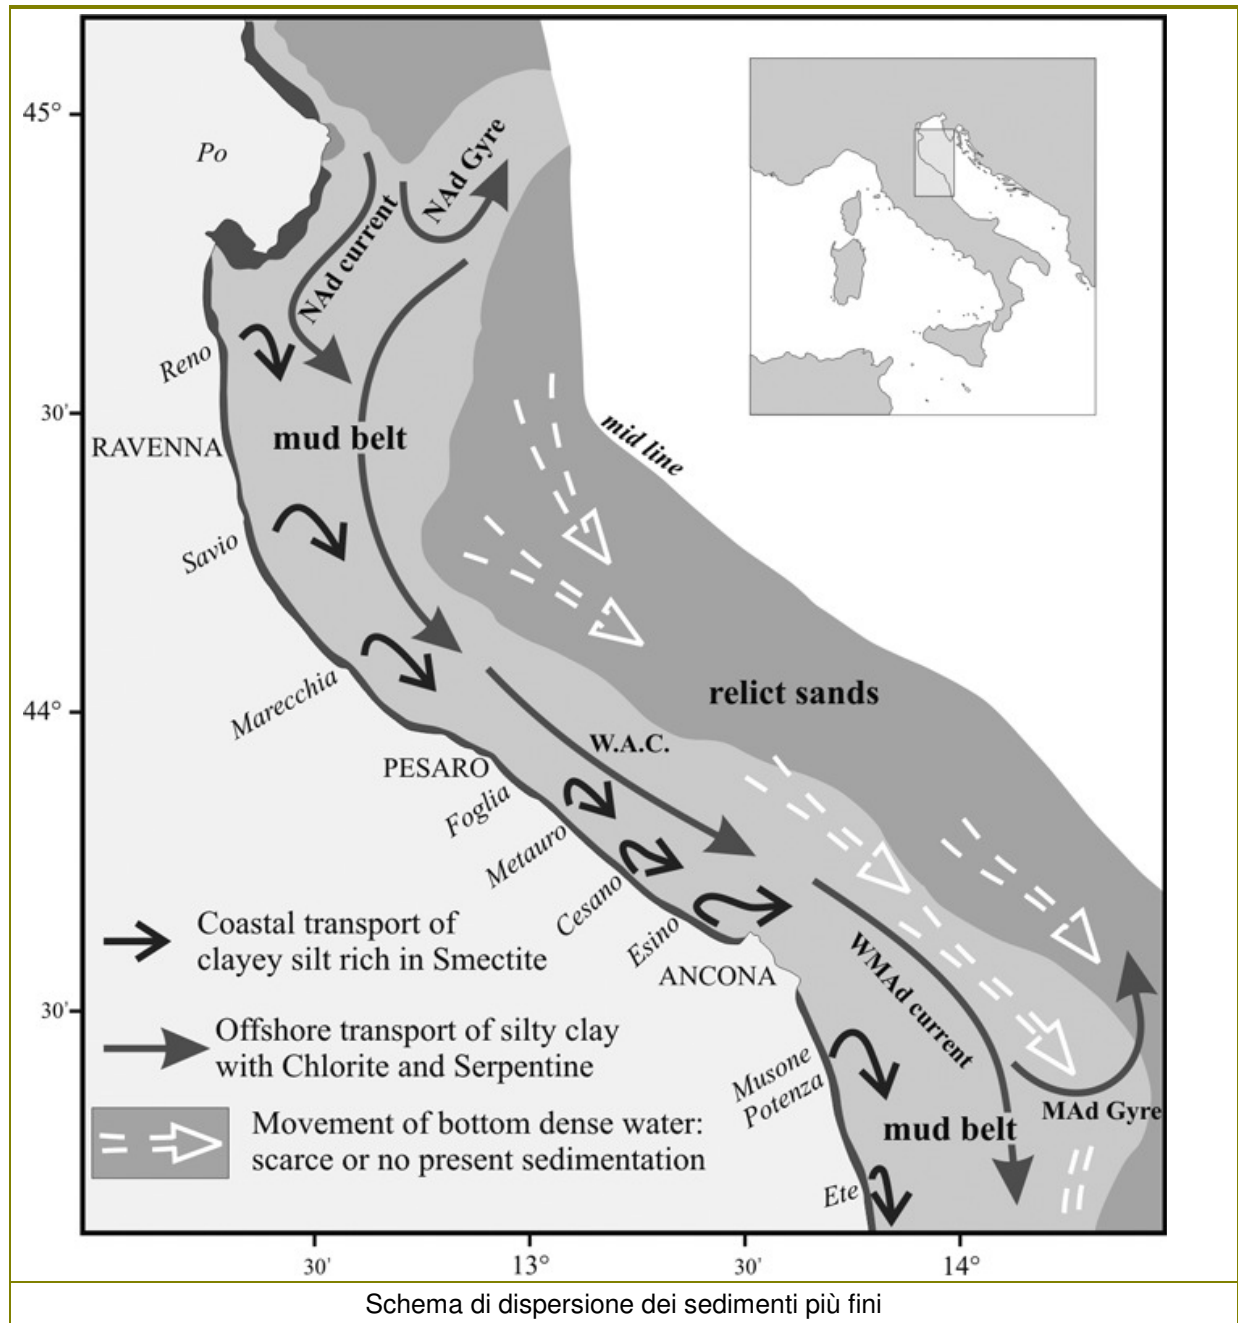 45°
Po
NAd Gyre
NAd current
Reno
30'
RAVENNA
mud belt
mid line
Savio
Marecchia
44°
relict sands
W.A.C.
PESARO
Foglia
Metauro
Cesano
Esino
ANCONA
Coastal transport of
clayey silt rich in Smectite
WMAd current
30'
Offshore transport of silty clay
with Chlorite and Serpentine
Musone
Potenza
MAd Gyre
mud belt
Movement of bottom dense water:
scarce or no present sedimentation
Ete
30'
13°
30'
14°
Schema di dispersione dei sedimenti più fini